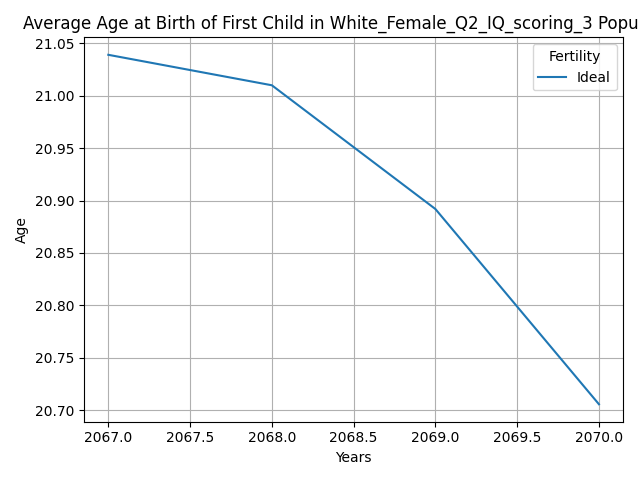 Average Age at Birth of First Child in White_Female_Q2_IQ_scoring_3 Popu
21.05
21.00
20.95
20.90
20.85
20.80
20.75
20.70
Age
Fertility
Ideal
2067.0 2067.5 2068.0 2068.5 2069.0 2069.5 2070.0
Years